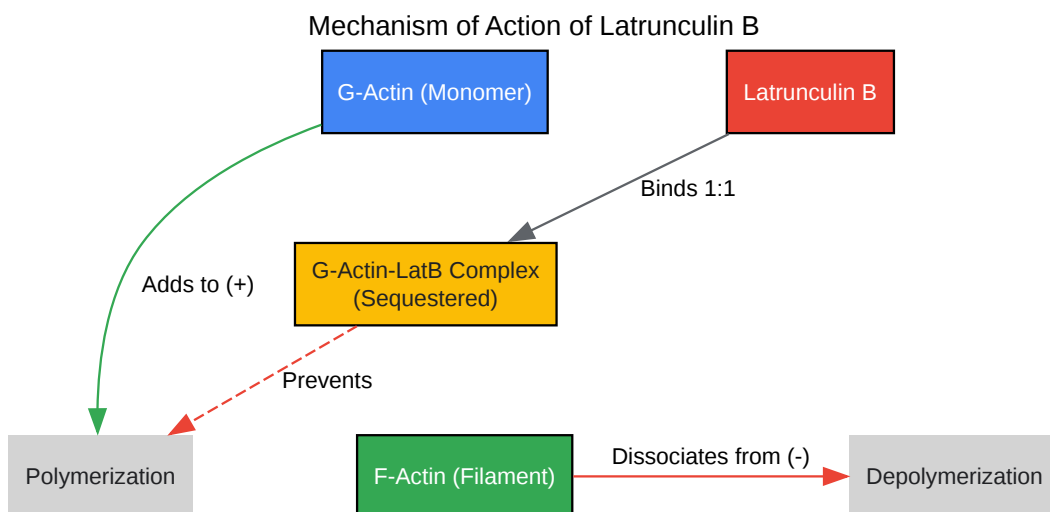 Mechanism of Action of Latrunculin B
G-Actin (Monomer)
Latrunculin B
Binds 1:1
G-Actin-LatB Complex
(Sequestered)
Adds to (+)
Prevents
Polymerization
F-Actin (Filament)
Dissociates from (-)
Depolymerization